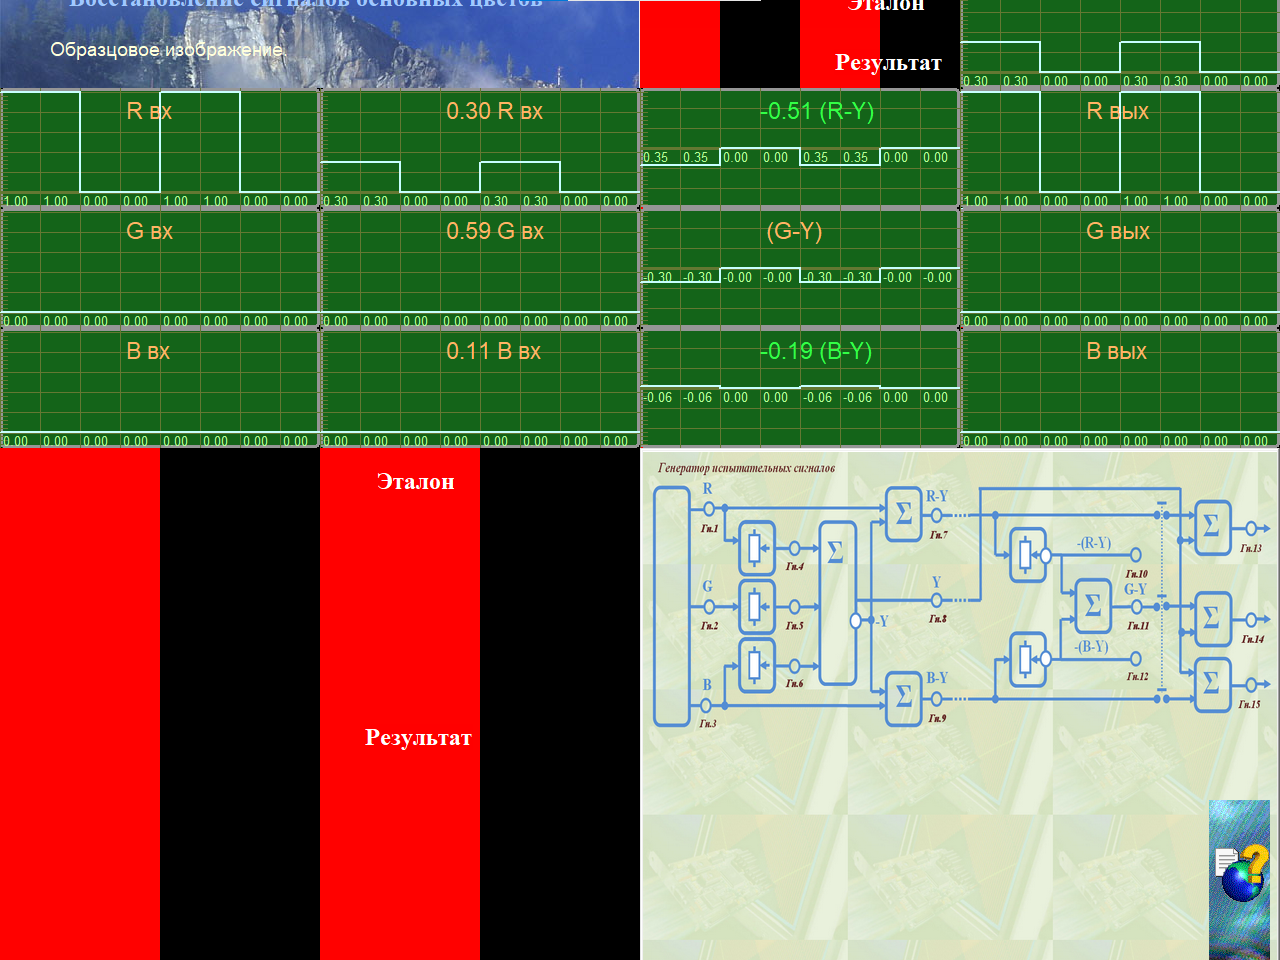 Восстановление сигналов основных цветов
Образцовое изображение.
Эталон
Результат
0.30 0.30 0.00 0.00 0.30 0.30 0.00 0.00
R вх
1.00 1.00 0.00 0.00 1.00 1.00 0.00 0.00
0.30 R вх
0.30 0.30 0.00 0.00 0.30 0.30 0.00 0.00
-0.51 (R-Y)
0.35 0.35 0.00 0.00 0.35 0.35 0.00 0.00
R вых
1.00 1.00 0.00 0.00 1.00 1.00 0.00 0.00
G вх
0.00 0.00 0.00 0.00 0.00 0.00 0.00 0.00
0.59 G вх
0.00 0.00 0.00 0.00 0.00 0.00 0.00 0.00
(G-Y)
-0.30 -0.30 -0.00 -0.00 -0.30 -0.30 -0.00 -0.00
G вых
0.00 0.00 0.00 0.00 0.00 0.00 0.00 0.00
B вх
0.00 0.00 0.00 0.00 0.00 0.00 0.00 0.00
0.11 B вх
0.00 0.00 0.00 0.00 0.00 0.00 0.00 0.00
-0.19 (B-Y)
-0.06 -0.06 0.00 0.00 -0.06 -0.06 0.00 0.00
B вых
0.00 0.00 0.00 0.00 0.00 0.00 0.00 0.00
Эталон
Результат
Генератор испытательных сигналов
R
Гн.1
Σ
R-Y
Гн.7
Σ
Гн.13
Гн.4
Σ
-(R-Y)
Гн.10
G
Гн.2
Гн.5
Y
Гн.8
-Y
Σ
G-Y
Гн.11
Σ
Гн.14
-(B-Y)
Гн.12
Гн.6
B
Гн.3
Σ
B-Y
Гн.9
Σ
Гн.15